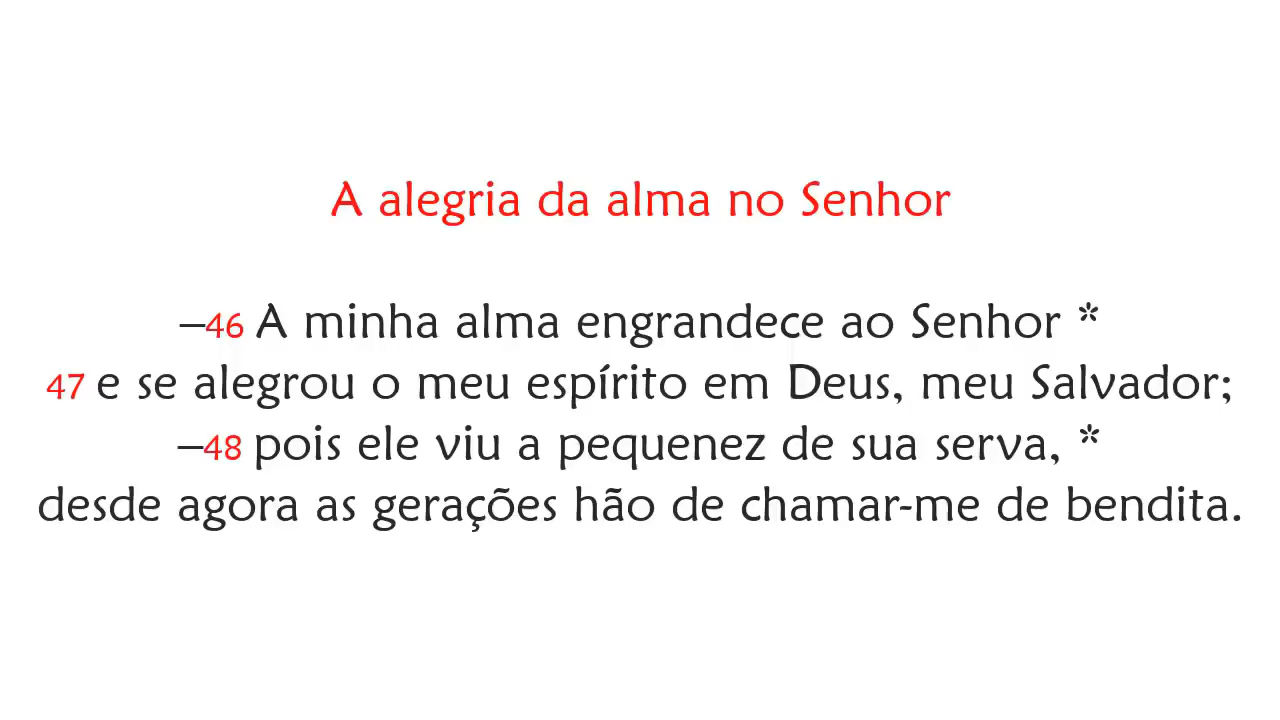 A alegria da alma no Senhor
–46 A minha alma engrandece ao Senhor *
47 e se alegrou o meu espírito em Deus, meu Salvador;
–48 pois ele viu a pequenez de sua serva, *
desde agora as gerações hão de chamar-me de bendita.